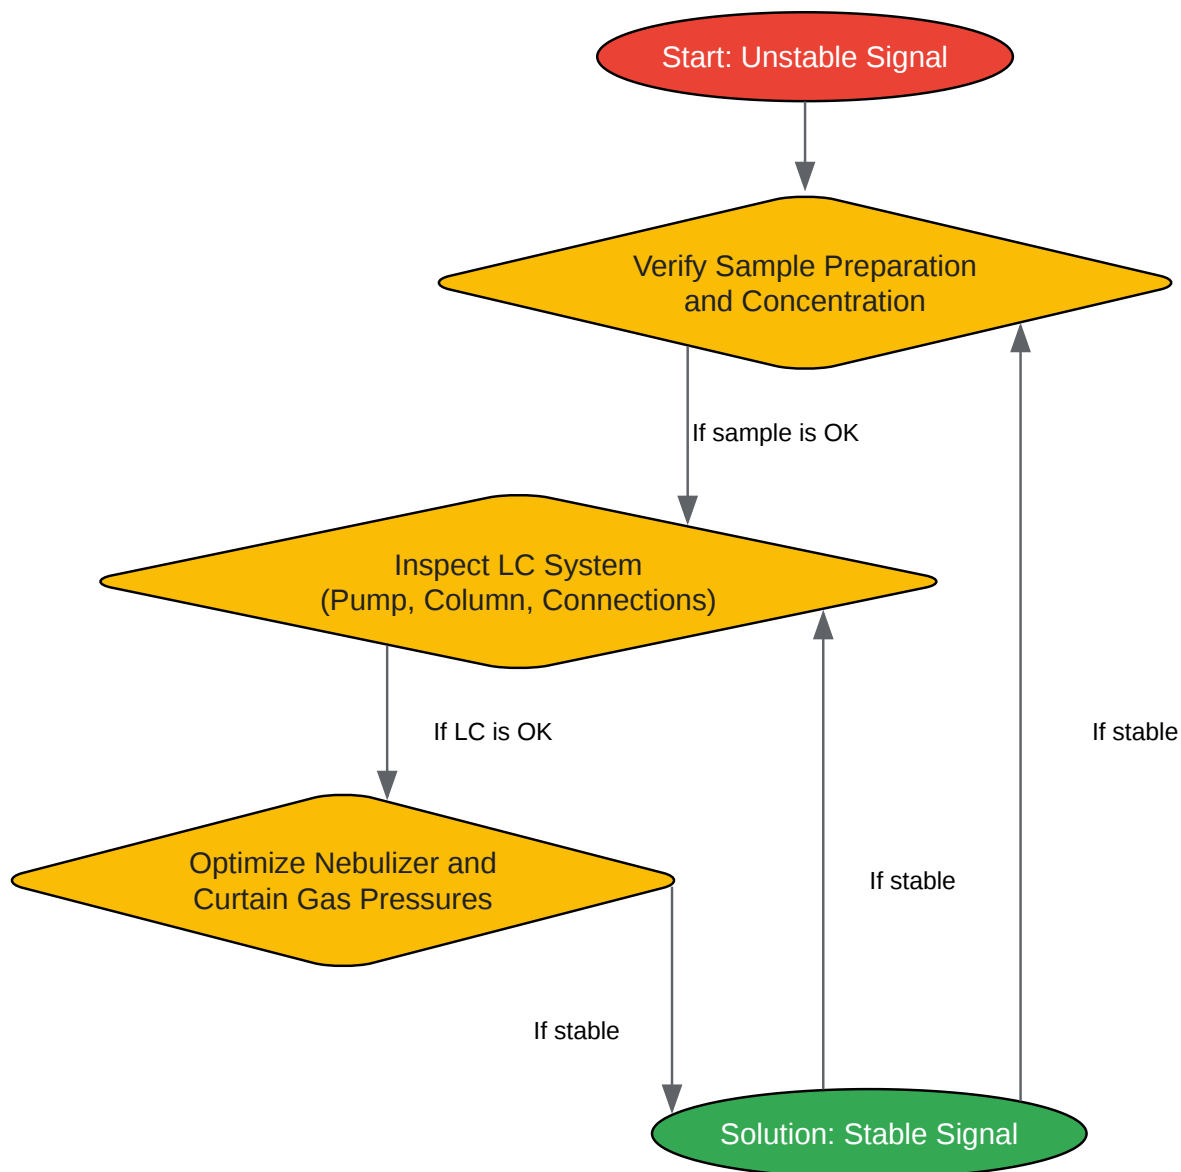 Start: Unstable Signal
Verify Sample Preparation
and Concentration
If sample is OK
Inspect LC System
(Pump, Column, Connections)
If LC is OK
If stable
Optimize Nebulizer and
Curtain Gas Pressures
If stable
If stable
Solution: Stable Signal